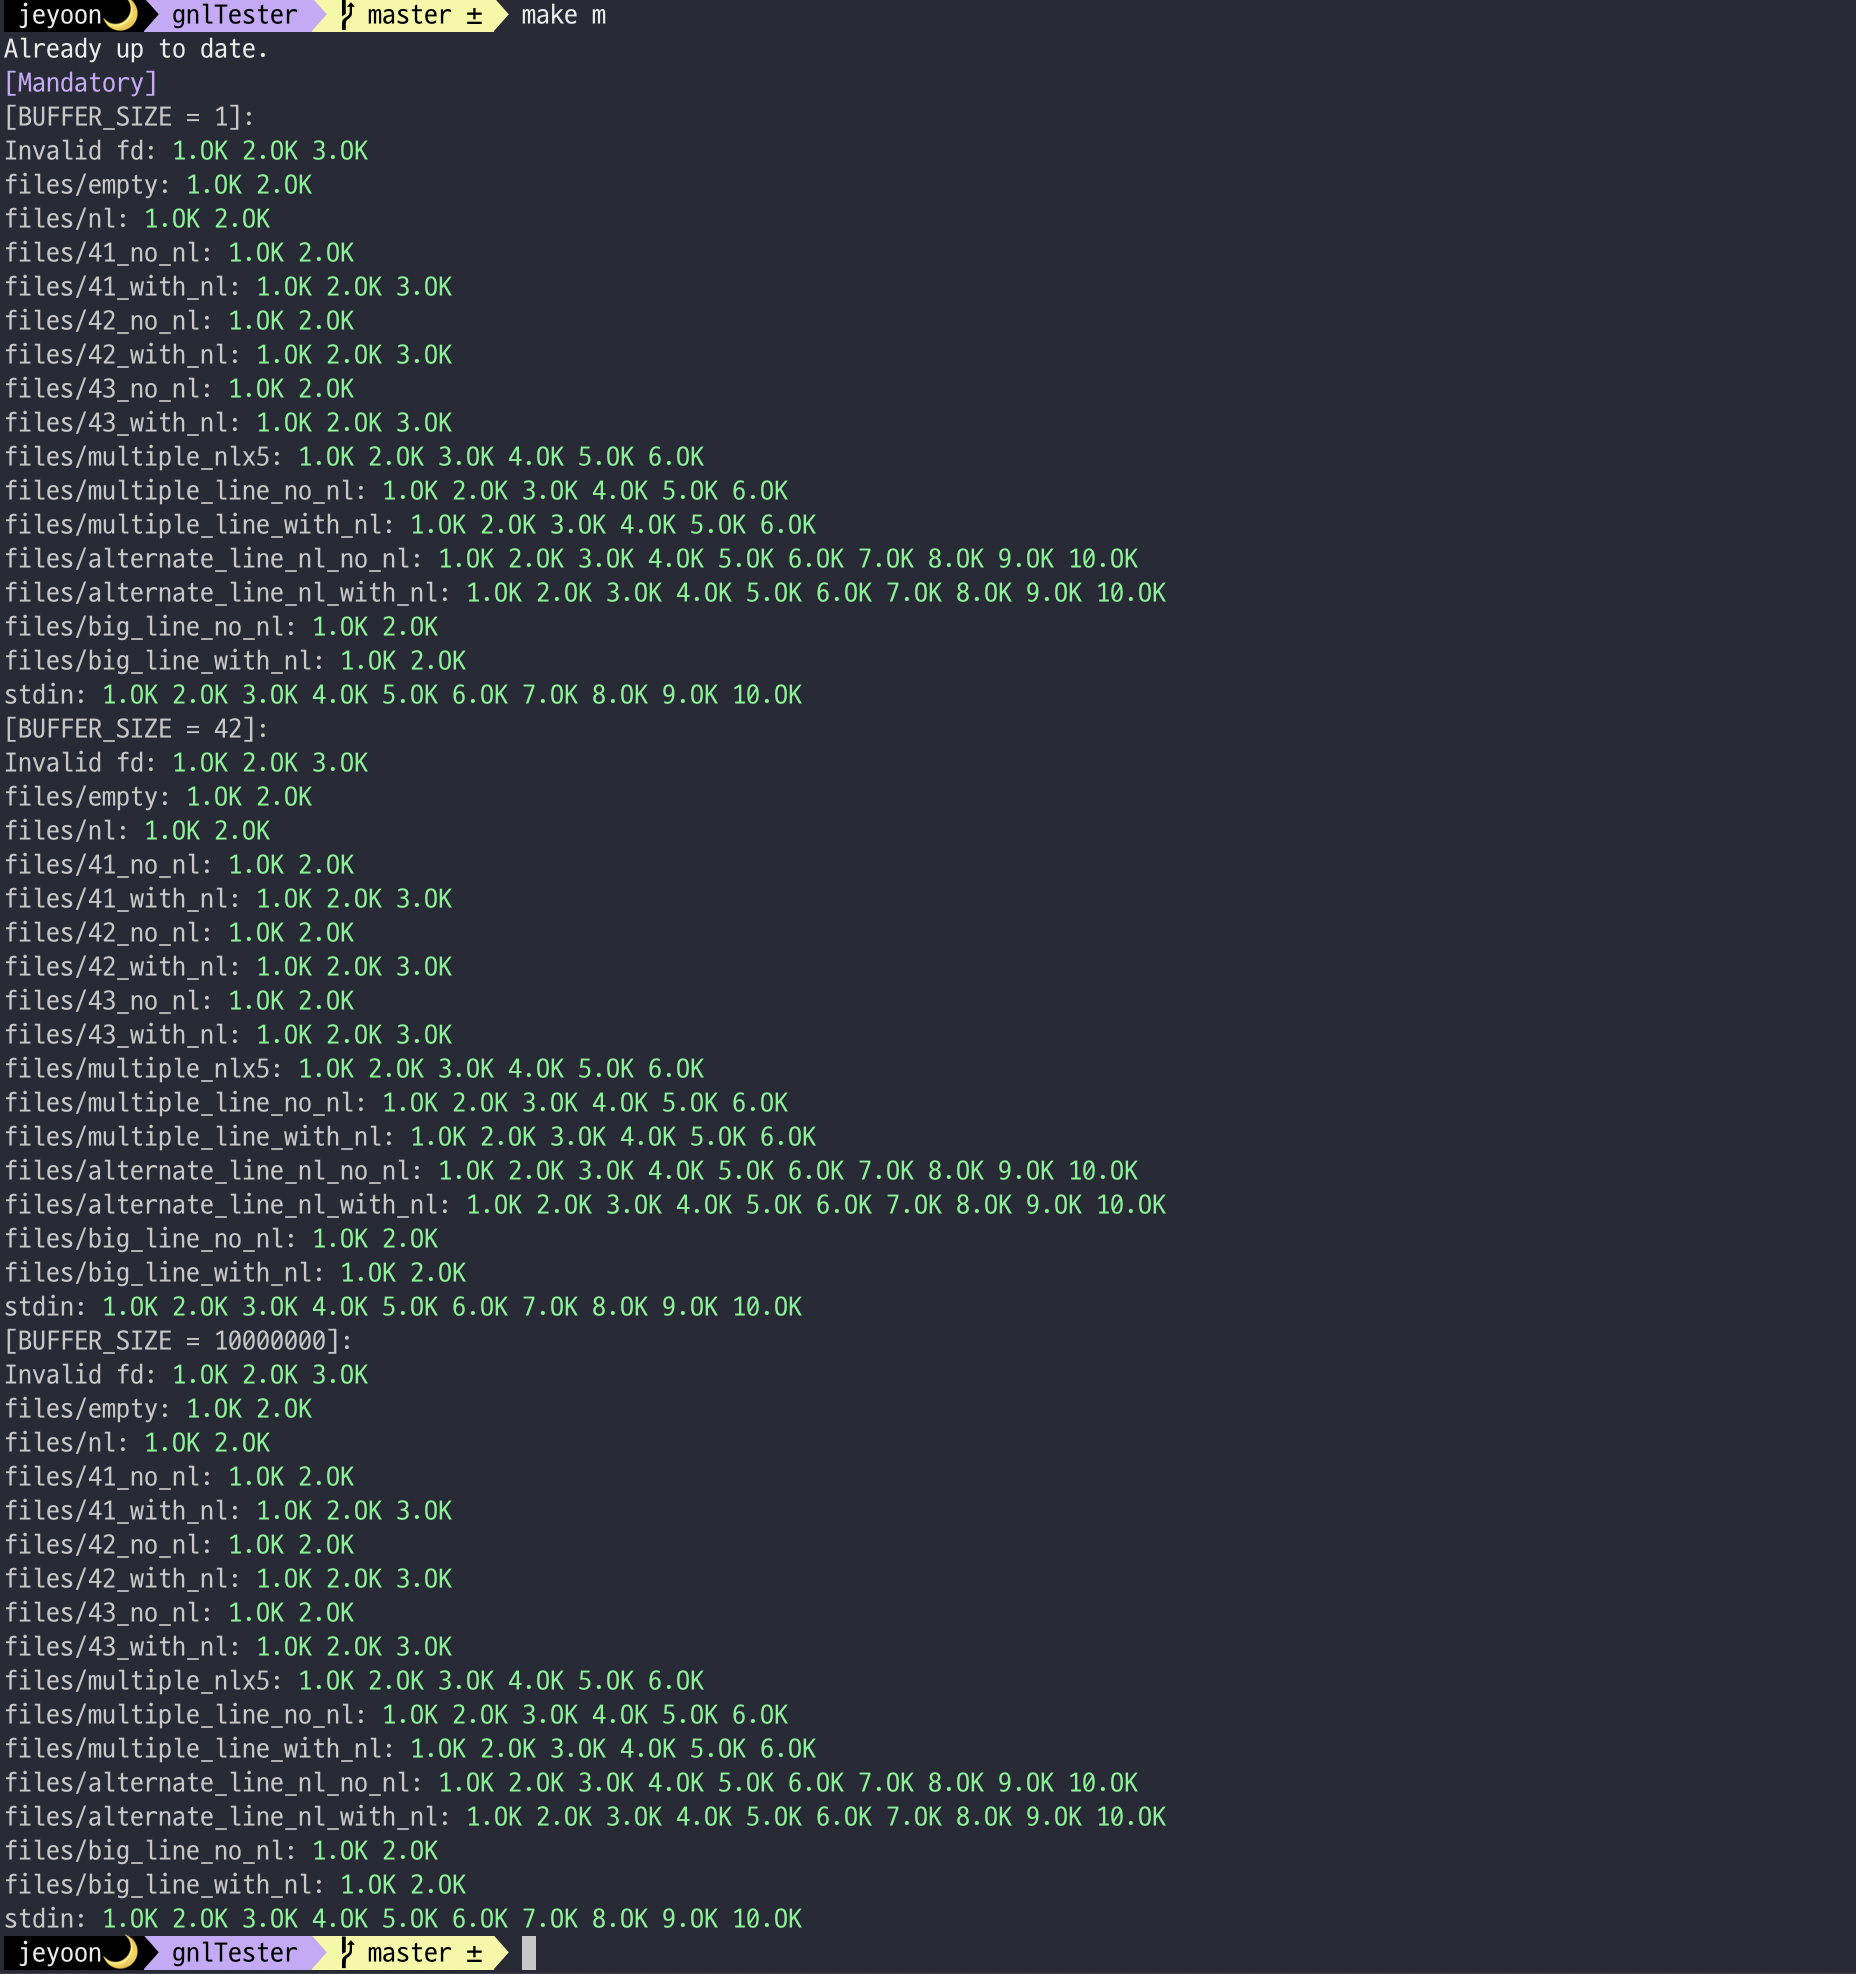 jeyoon🌙 gnlTester master ± make m
Already up to date.
[Mandatory]
[BUFFER_SIZE = 1]:
Invalid fd: 1.OK 2.OK 3.OK
files/empty: 1.OK 2.OK
files/nl: 1.OK 2.OK
files/41_no_nl: 1.OK 2.OK
files/41_with_nl: 1.OK 2.OK 3.OK
files/42_no_nl: 1.OK 2.OK
files/42_with_nl: 1.OK 2.OK 3.OK
files/43_no_nl: 1.OK 2.OK
files/43_with_nl: 1.OK 2.OK 3.OK
files/multiple_nlx5: 1.OK 2.OK 3.OK 4.OK 5.OK 6.OK
files/multiple_line_no_nl: 1.OK 2.OK 3.OK 4.OK 5.OK 6.OK
files/multiple_line_with_nl: 1.OK 2.OK 3.OK 4.OK 5.OK 6.OK
files/alternate_line_nl_no_nl: 1.OK 2.OK 3.OK 4.OK 5.OK 6.OK 7.OK 8.OK 9.OK 10.OK
files/alternate_line_nl_with_nl: 1.OK 2.OK 3.OK 4.OK 5.OK 6.OK 7.OK 8.OK 9.OK 10.OK
files/big_line_no_nl: 1.OK 2.OK
files/big_line_with_nl: 1.OK 2.OK
stdin: 1.OK 2.OK 3.OK 4.OK 5.OK 6.OK 7.OK 8.OK 9.OK 10.OK
[BUFFER_SIZE = 42]:
Invalid fd: 1.OK 2.OK 3.OK
files/empty: 1.OK 2.OK
files/nl: 1.OK 2.OK
files/41_no_nl: 1.OK 2.OK
files/41_with_nl: 1.OK 2.OK 3.OK
files/42_no_nl: 1.OK 2.OK
files/42_with_nl: 1.OK 2.OK 3.OK
files/43_no_nl: 1.OK 2.OK
files/43_with_nl: 1.OK 2.OK 3.OK
files/multiple_nlx5: 1.OK 2.OK 3.OK 4.OK 5.OK 6.OK
files/multiple_line_no_nl: 1.OK 2.OK 3.OK 4.OK 5.OK 6.OK
files/multiple_line_with_nl: 1.OK 2.OK 3.OK 4.OK 5.OK 6.OK
files/alternate_line_nl_no_nl: 1.OK 2.OK 3.OK 4.OK 5.OK 6.OK 7.OK 8.OK 9.OK 10.OK
files/alternate_line_nl_with_nl: 1.OK 2.OK 3.OK 4.OK 5.OK 6.OK 7.OK 8.OK 9.OK 10.OK
files/big_line_no_nl: 1.OK 2.OK
files/big_line_with_nl: 1.OK 2.OK
stdin: 1.OK 2.OK 3.OK 4.OK 5.OK 6.OK 7.OK 8.OK 9.OK 10.OK
[BUFFER_SIZE = 10000000]:
Invalid fd: 1.OK 2.OK 3.OK
files/empty: 1.OK 2.OK
files/nl: 1.OK 2.OK
files/41_no_nl: 1.OK 2.OK
files/41_with_nl: 1.OK 2.OK 3.OK
files/42_no_nl: 1.OK 2.OK
files/42_with_nl: 1.OK 2.OK 3.OK
files/43_no_nl: 1.OK 2.OK
files/43_with_nl: 1.OK 2.OK 3.OK
files/multiple_nlx5: 1.OK 2.OK 3.OK 4.OK 5.OK 6.OK
files/multiple_line_no_nl: 1.OK 2.OK 3.OK 4.OK 5.OK 6.OK
files/multiple_line_with_nl: 1.OK 2.OK 3.OK 4.OK 5.OK 6.OK
files/alternate_line_nl_no_nl: 1.OK 2.OK 3.OK 4.OK 5.OK 6.OK 7.OK 8.OK 9.OK 10.OK
files/alternate_line_nl_with_nl: 1.OK 2.OK 3.OK 4.OK 5.OK 6.OK 7.OK 8.OK 9.OK 10.OK
files/big_line_no_nl: 1.OK 2.OK
files/big_line_with_nl: 1.OK 2.OK
stdin: 1.OK 2.OK 3.OK 4.OK 5.OK 6.OK 7.OK 8.OK 9.OK 10.OK
jeyoon🌙 gnlTester master ±